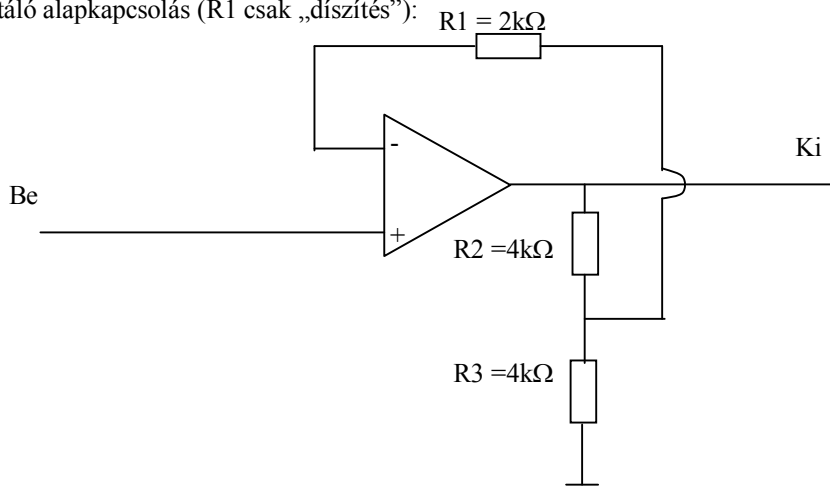 táló alapkapcsolás (R1 csak „díszítés”):
R1 = 2kΩ
-
Ki
Be
+
R2 =4kΩ
R3 =4kΩ